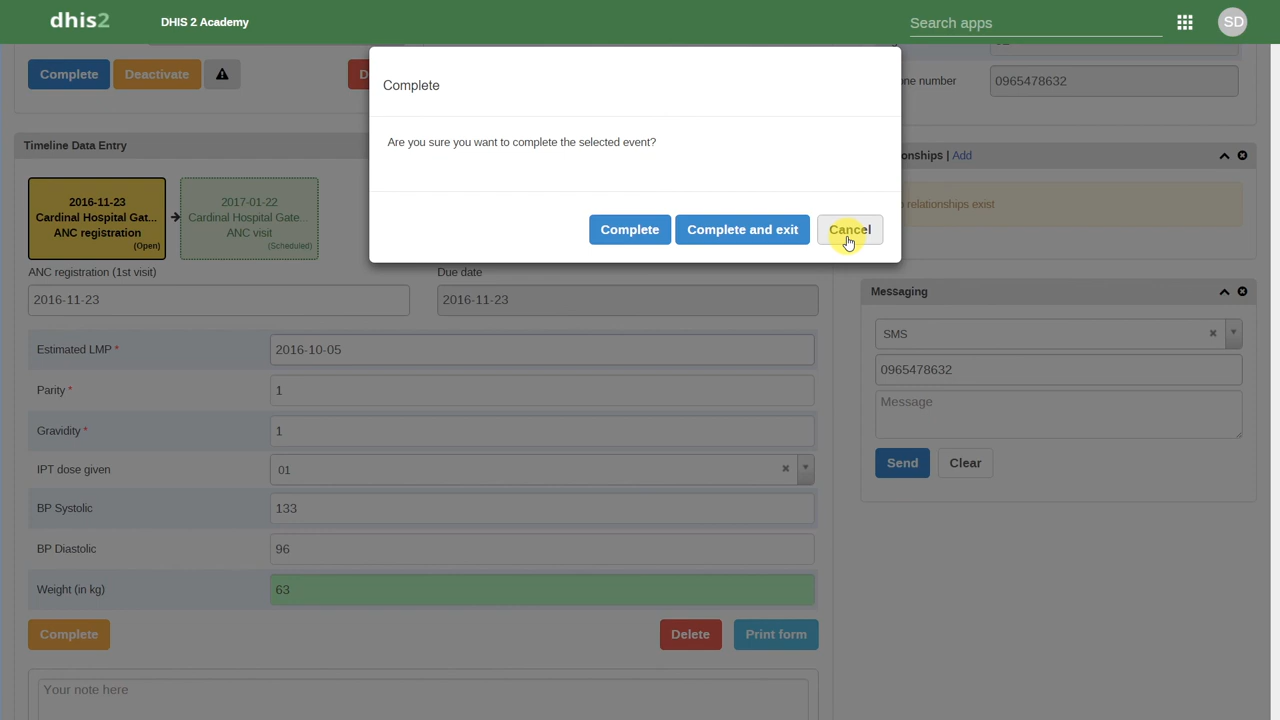 dhis2
DHIS 2 Academy
Search apps
SD
Complete
Deactivate
D
Complete
Are you sure you want to complete the selected event?
Complete
Complete and exit
Cancel
one number
0965478632
Timeline Data Entry
onships | Add
relationships exist
2016-11-23
Cardinal Hospital Gat...
ANC registration
(Open)
2017-01-22
Cardinal Hospital Gate...
ANC visit
(Scheduled)
ANC registration (1st visit)
Due date
2016-11-23
2016-11-23
Messaging
SMS
0965478632
Message
Send
Clear
Estimated LMP *
2016-10-05
Parity *
1
Gravidity *
1
IPT dose given
01
BP Systolic
133
BP Diastolic
96
Weight (in kg)
63
Complete
Delete
Print form
Your note here